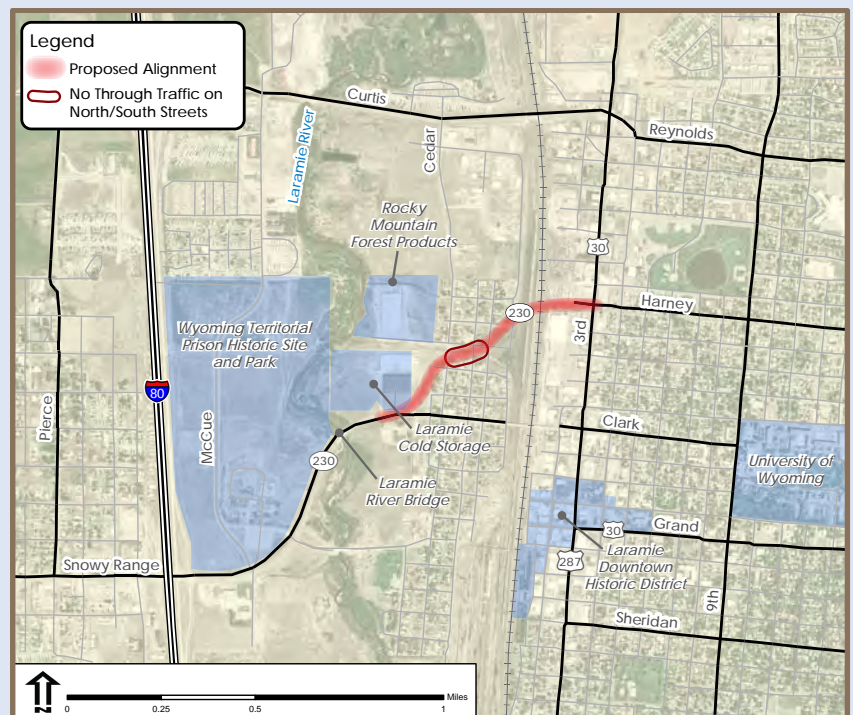 Legend
Proposed Alignment
No Through Traffic on
North/South Streets
Curtis
Reynolds
Laramie River
Cedar
Rocky
Mountain
Forest Products
30
Harney
230
3rd
Wyoming Territorial
Prison Historic Site
and Park
80
Pierce
McCue
Laramie
Cold Storage
Clark
230
Laramie
River Bridge
University of
Wyoming
Grand
30
Laramie
Downtown
Historic District
287
Snowy Range
9th
Sheridan
N
0
0.25
0.5
1
Miles